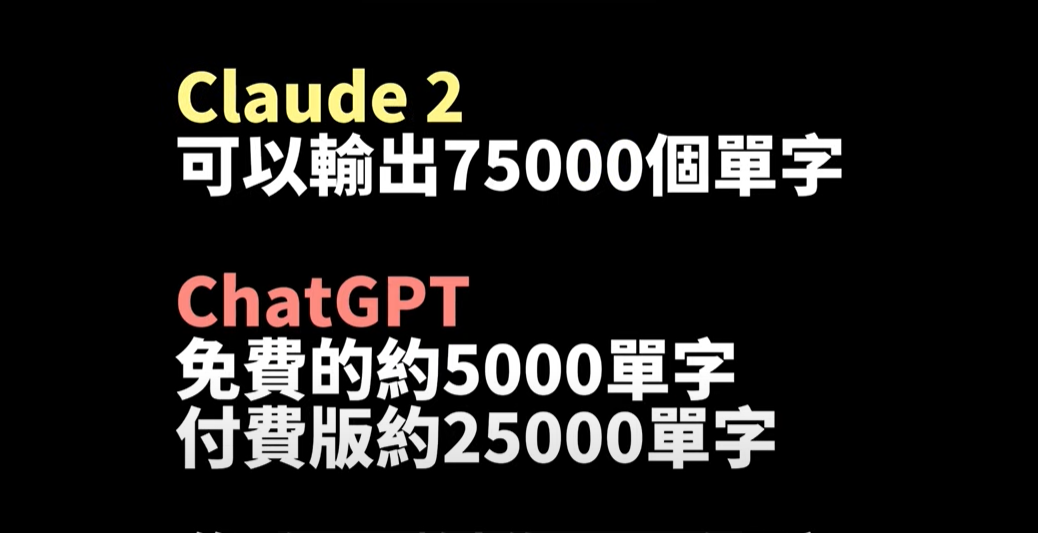 Claude 2
可以輸出75000個單字
ChatGPT
免費的約5000單字
付費版約25000單字